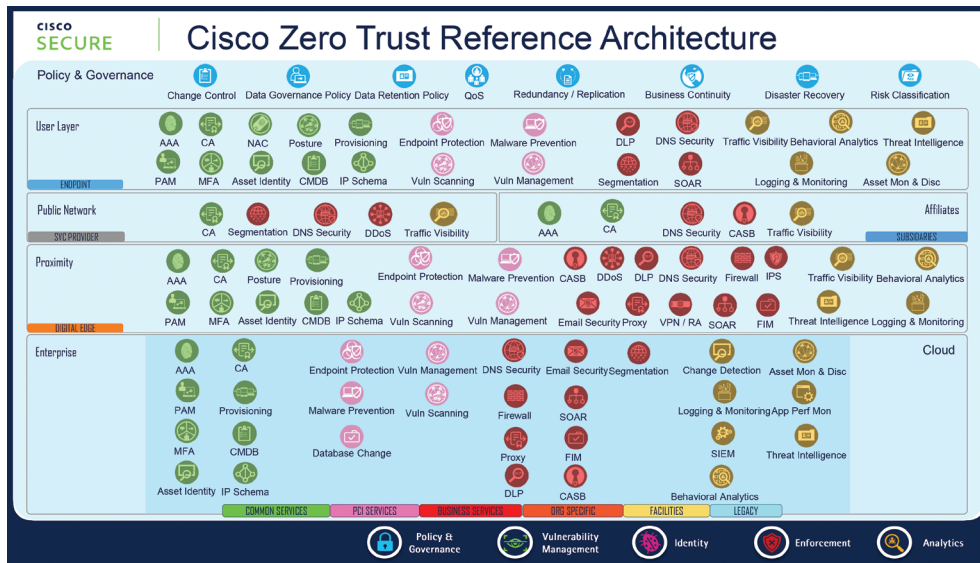 CISCO
SECURE
Cisco Zero Trust Reference Architecture
Policy & Governance
Change Control
Data Governance Policy
Data Retention Policy
QoS
Redundancy / Replication
Business Continuity
Disaster Recovery
Risk Classification
User Layer
AAA
CA
NAC
Posture
Provisioning
Endpoint Protection
Malware Prevention
DLP
DNS Security
Traffic Visibility
Behavioral Analytics
Threat Intelligence
PAM
MFA
Asset Identity
CMDB
IP Schema
Vuln Scanning
Vuln Management
Segmentation
SOAR
Logging & Monitoring
Asset Mon & Disc
ENDPOINT
Public Network
CA
Segmentation
DNS Security
DDoS
Traffic Visibility
SVC PROVIDER
Affiliates
AAA
CA
DNS Security
CASB
Traffic Visibility
SUBSIDARIES
Proximity
AAA
CA
Posture
Provisioning
Endpoint Protection
Malware Prevention
CASB
DDoS
DLP
DNS Security
Firewall
IPS
Traffic Visibility
Behavioral Analytics
PAM
MFA
Asset Identity
CMDB
IP Schema
Vuln Scanning
Vuln Management
Email Security
Proxy
VPN / RA
SOAR
FIM
Threat Intelligence
Logging & Monitoring
DIGITAL EDGE
Enterprise
Cloud
AAA
CA
Endpoint Protection
Vuln Management
DNS Security
Email Security
Segmentation
Change Detection
Asset Mon & Disc
PAM
Provisioning
Malware Prevention
Vuln Scanning
Firewall
SOAR
Logging & Monitoring
App Perf Mon
MFA
CMDB
Database Change
Proxy
FIM
SIEM
Threat Intelligence
Asset Identity
IP Schema
DLP
CASB
Behavioral Analytics
COMMON SERVICES
PCI SERVICES
BUSINESS SERVICES
ORG SPECIFIC
FACILITIES
LEGACY
Policy &
Governance
Vulnerability
Management
Identity
Enforcement
Analytics